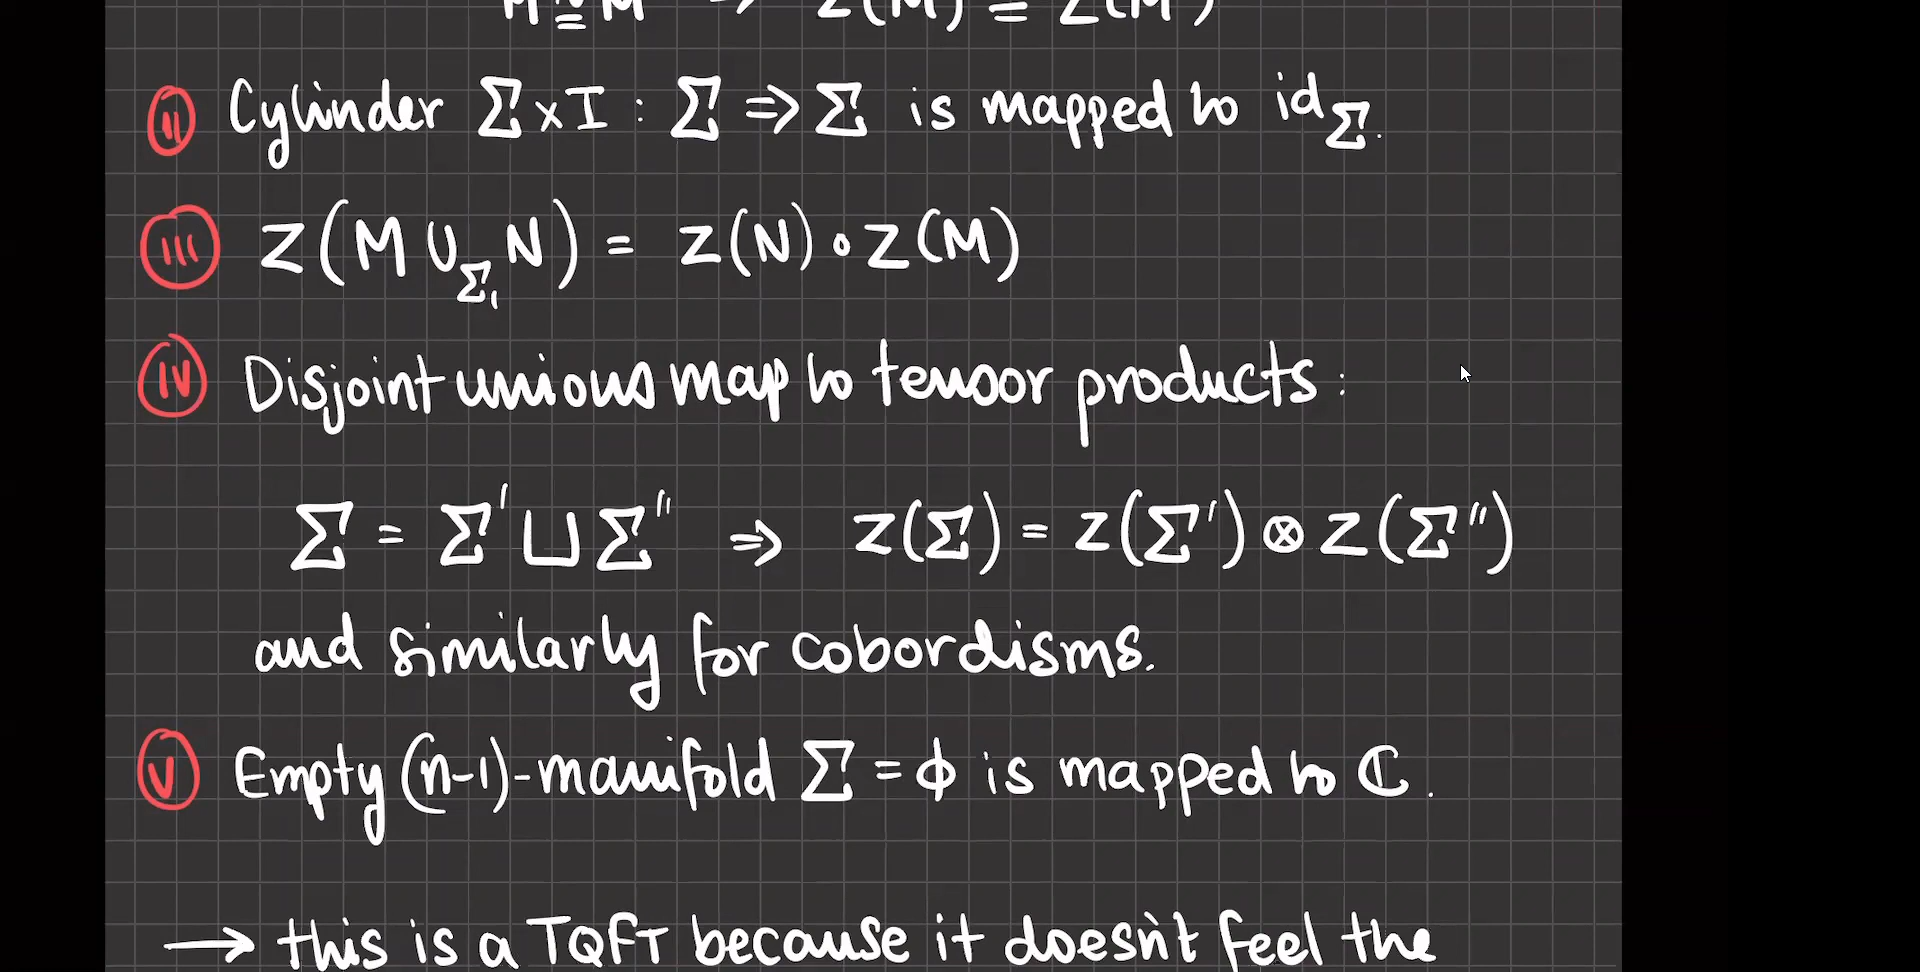 M ≅ M' → Z(M) = Z(M')
II Cylinder Σ×I : Σ ⇒ Σ is mapped to id_Σ.
III Z(M ∪_Σ₁ N) = Z(N)∘Z(M)
IV Disjoint unions map to tensor products :
Σ = Σ' ⊔ Σ'' ⇒ Z(Σ) = Z(Σ') ⊗ Z(Σ'')
and similarly for cobordisms.
V Empty (n-1)-manifold Σ = ϕ is mapped to ℂ.
→ this is a TQFT because it doesn't feel the